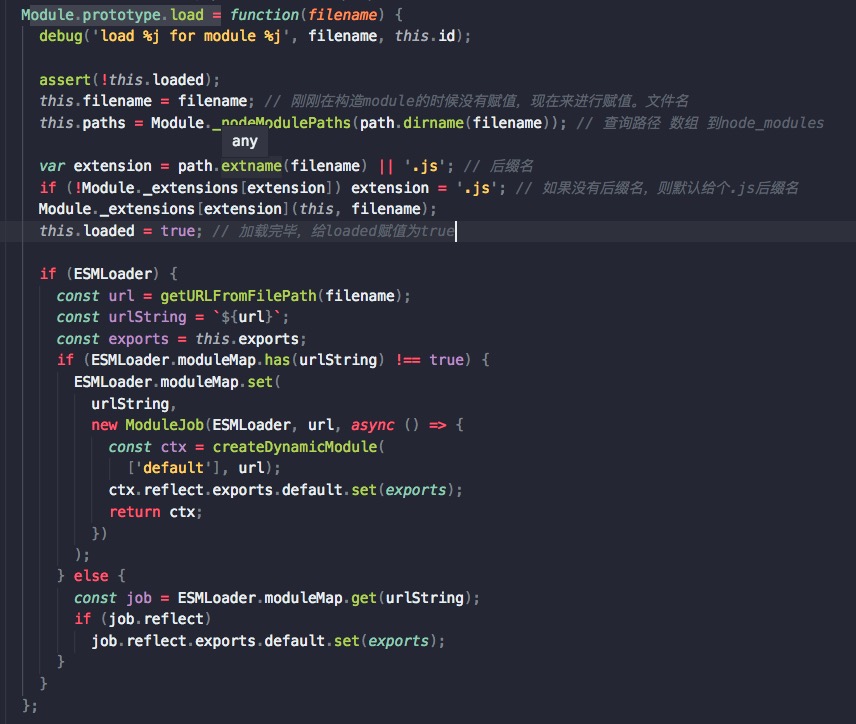 Module.prototype.load = function(filename) {
debug('load %j for module %j', filename, this.id);
assert(!this.loaded);
this.filename = filename; // 刚刚在构造module的时候没有赋值，现在来进行赋值。文件名
this.paths = Module._nodeModulePaths(path.dirname(filename)); // 查询路径 数组 到node_modules
any
var extension = path.extname(filename) || '.js'; // 后缀名
if (!Module._extensions[extension]) extension = '.js'; // 如果没有后缀名，则默认给个.js后缀名
Module._extensions[extension](this, filename);
this.loaded = true; // 加载完毕，给loaded赋值为true
if (ESMLoader) {
const url = getURLFromFilePath(filename);
const urlString = `${url}`;
const exports = this.exports;
if (ESMLoader.moduleMap.has(urlString) !== true) {
ESMLoader.moduleMap.set(
urlString,
new ModuleJob(ESMLoader, url, async () => {
const ctx = createDynamicModule(
['default'], url);
ctx.reflect.exports.default.set(exports);
return ctx;
})
);
} else {
const job = ESMLoader.moduleMap.get(urlString);
if (job.reflect)
job.reflect.exports.default.set(exports);
}
}
};